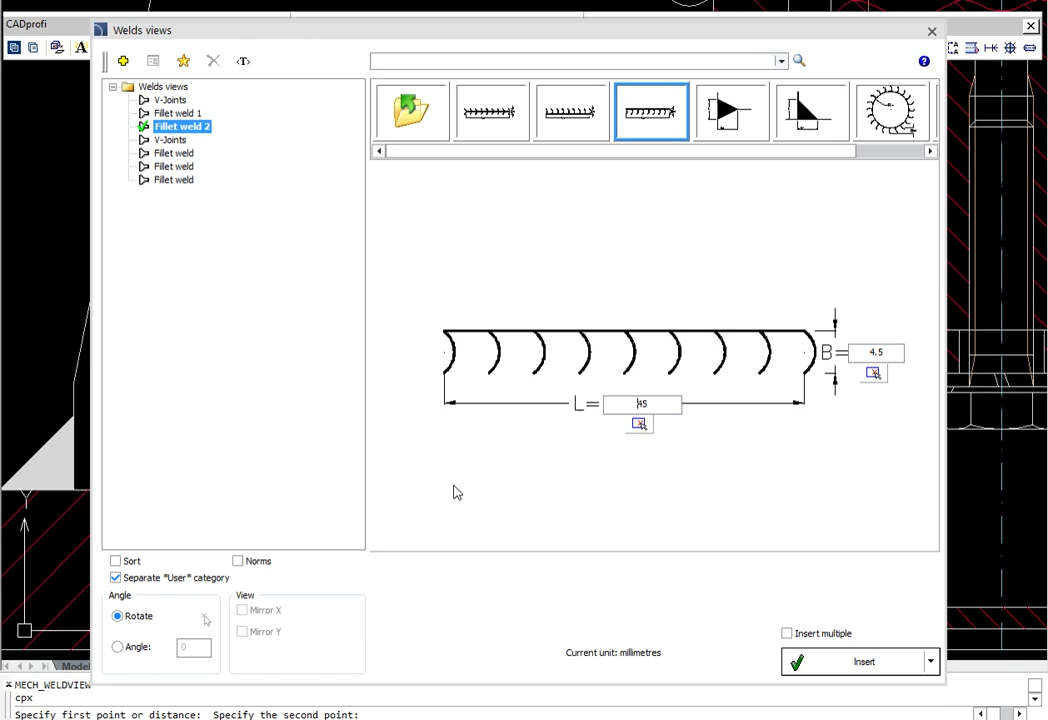 CADprofi
Welds views
A
<T>
?
Welds views
V-Joints
Fillet weld 1
Fillet weld 2
V-Joints
Fillet weld
Fillet weld
Fillet weld
B= 4.5
L= 45
Sort
Norms
Separate "User" category
Angle
View
Rotate
Mirror X
Mirror Y
Angle:
0
Insert multiple
Current unit: millimetres
Insert
Y
Model
MECH_WELDVIEW
cpx
Specify first point or distance: Specify the second point: